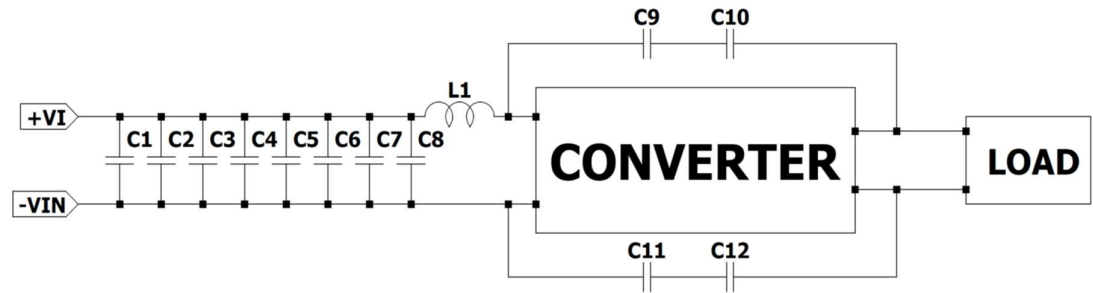 C9 C10
L1
+VI
C1 C2 C3 C4 C5 C6 C7 C8
CONVERTER
LOAD
-VIN
C11 C12